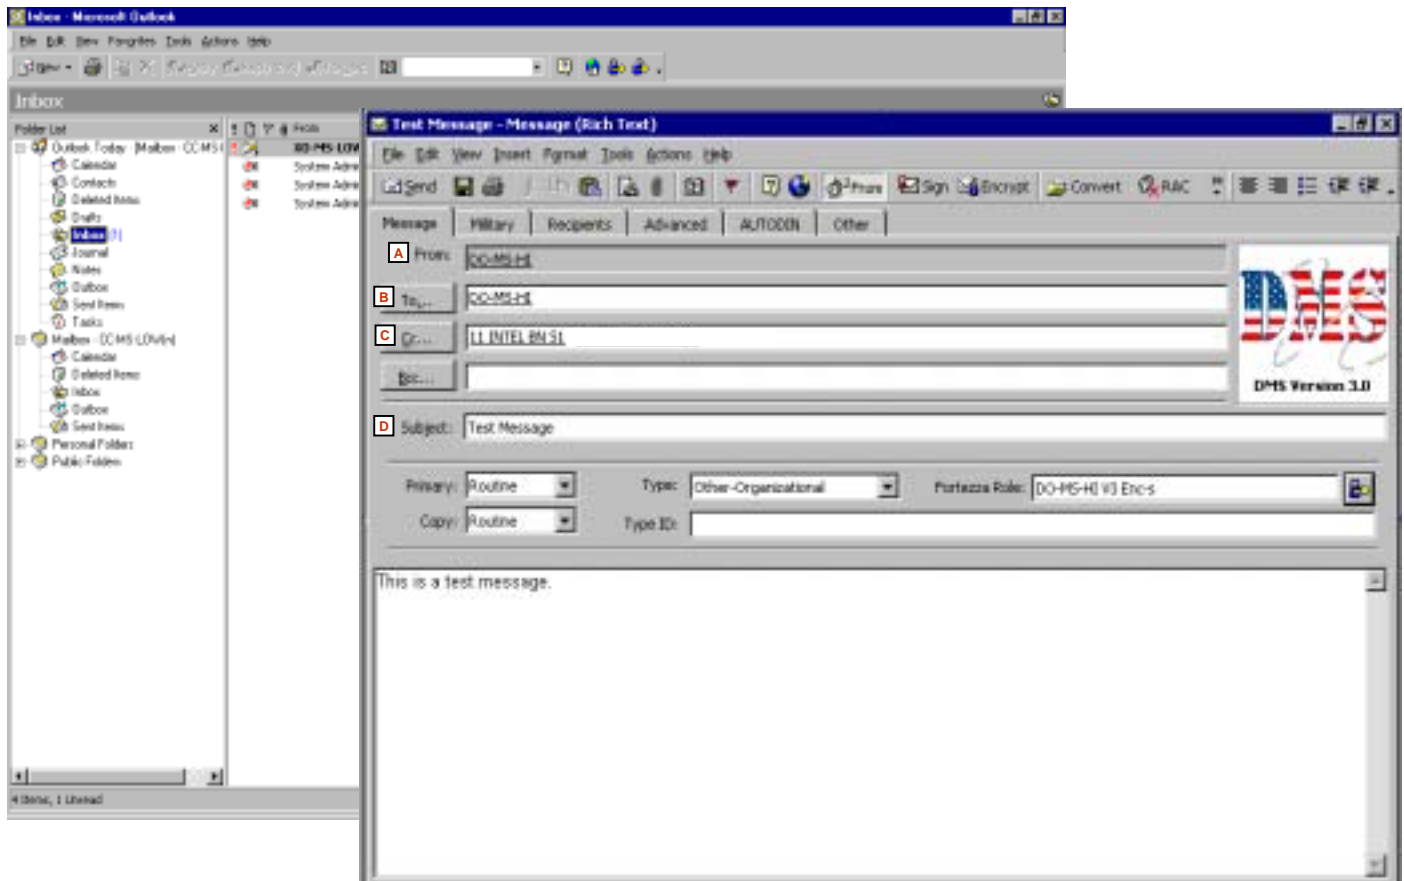 Inbox - Microsoft Outlook
File Edit View Favorites Tools Actions Help
New
Inbox
Folder List
From
Outlook Today - [Mailbox - CC-MS-
Calendar
Contacts
Deleted Items
Drafts
Inbox (1)
Journal
Notes
Outbox
Sent Items
Tasks
Mailbox - CC-MS-LOW(n)
Calendar
Deleted Items
Inbox
Outbox
Sent Items
Personal Folders
Public Folders
System Admi
System Admi
System Admi
4 Items, 1 Unread
Test Message - Message (Rich Text)
File Edit View Insert Format Tools Actions Help
Send From Sign Encrypt Convert RAC
Message Military Recipients Advanced AUTODIN Other
A From: DO-MS-HI
B To... DO-MS-HI
C Cc... 11 INTEL BN S1
Bcc...
DMS
DMS Version 3.0
D Subject: Test Message
Primary: Routine Type: Other-Organizational Fortezza Role: DO-MS-HI V3 Enc-s
Copy: Routine Type ID:
This is a test message.